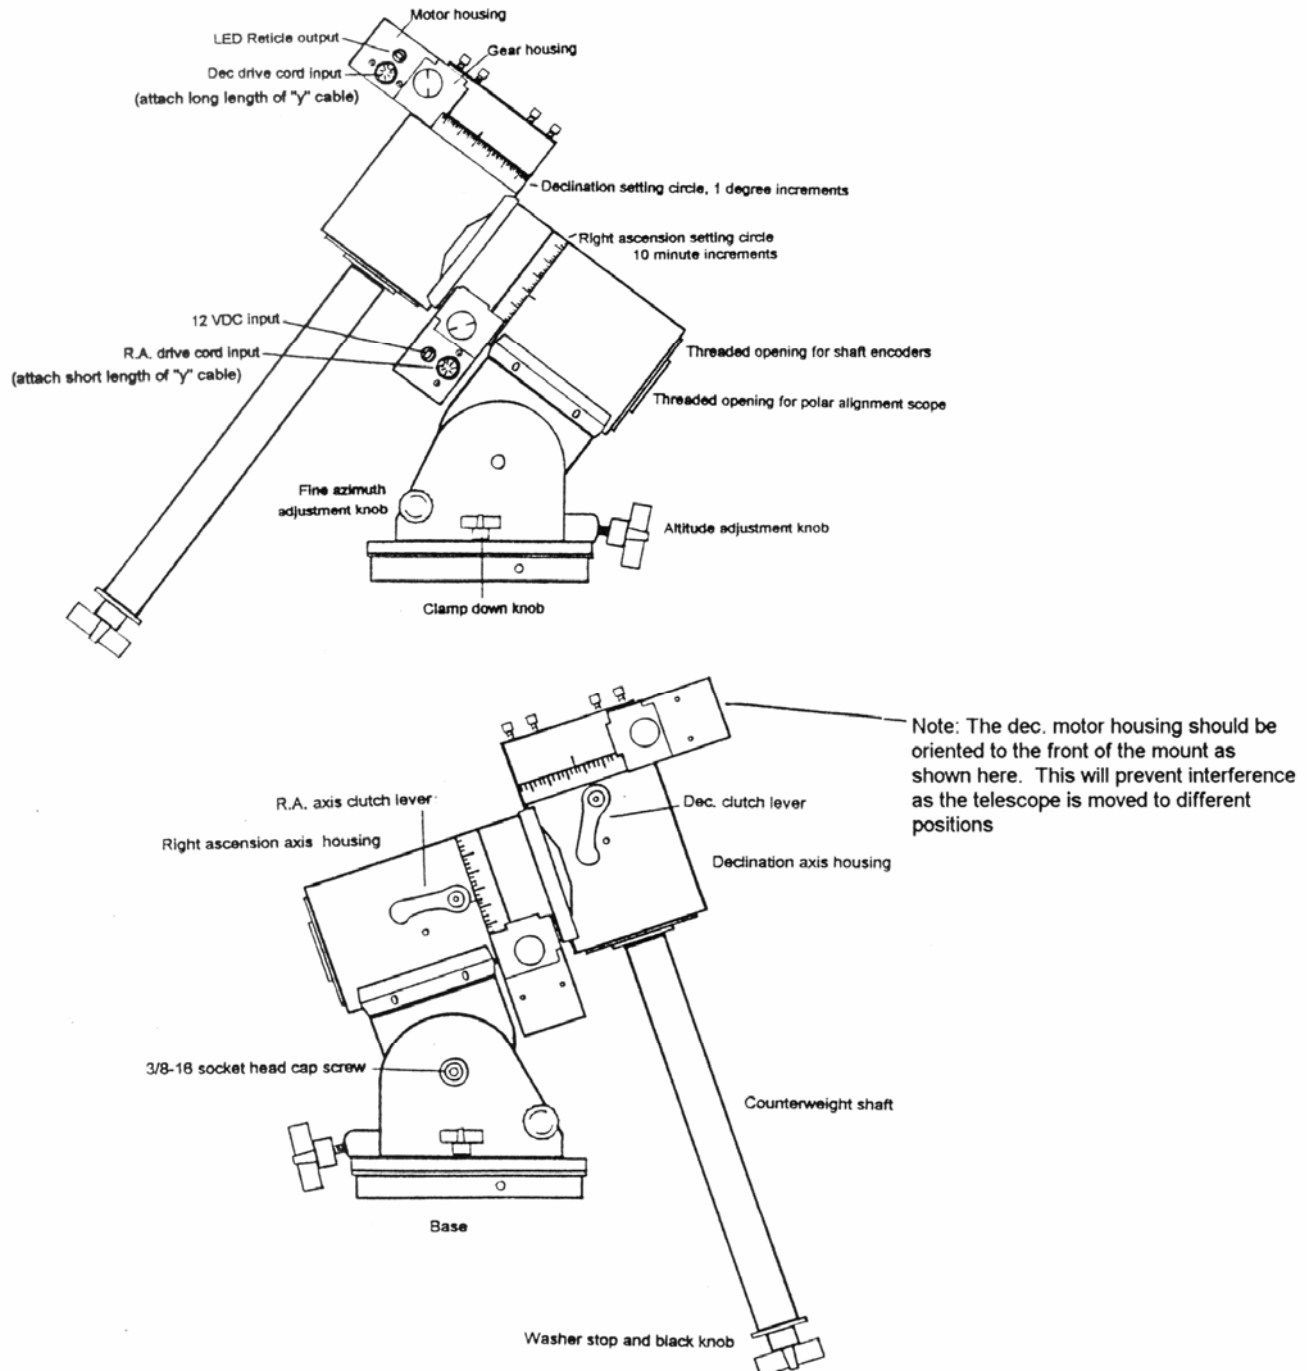 Motor housing
LED Reticle output
Gear housing
Dec drive cord input
(attach long length of "y" cable)
Declination setting circle, 1 degree increments
Right ascension setting circle
10 minute increments
12 VDC input
R.A. drive cord input
(attach short length of "y" cable)
Threaded opening for shaft encoders
Threaded opening for polar alignment scope
Fine azimuth
adjustment knob
Altitude adjustment knob
Clamp down knob
Note: The dec. motor housing should be
oriented to the front of the mount as
shown here. This will prevent interference
as the telescope is moved to different
positions
R.A. axis clutch lever
Dec. clutch lever
Right ascension axis housing
Declination axis housing
3/8-16 socket head cap screw
Counterweight shaft
Base
Washer stop and black knob